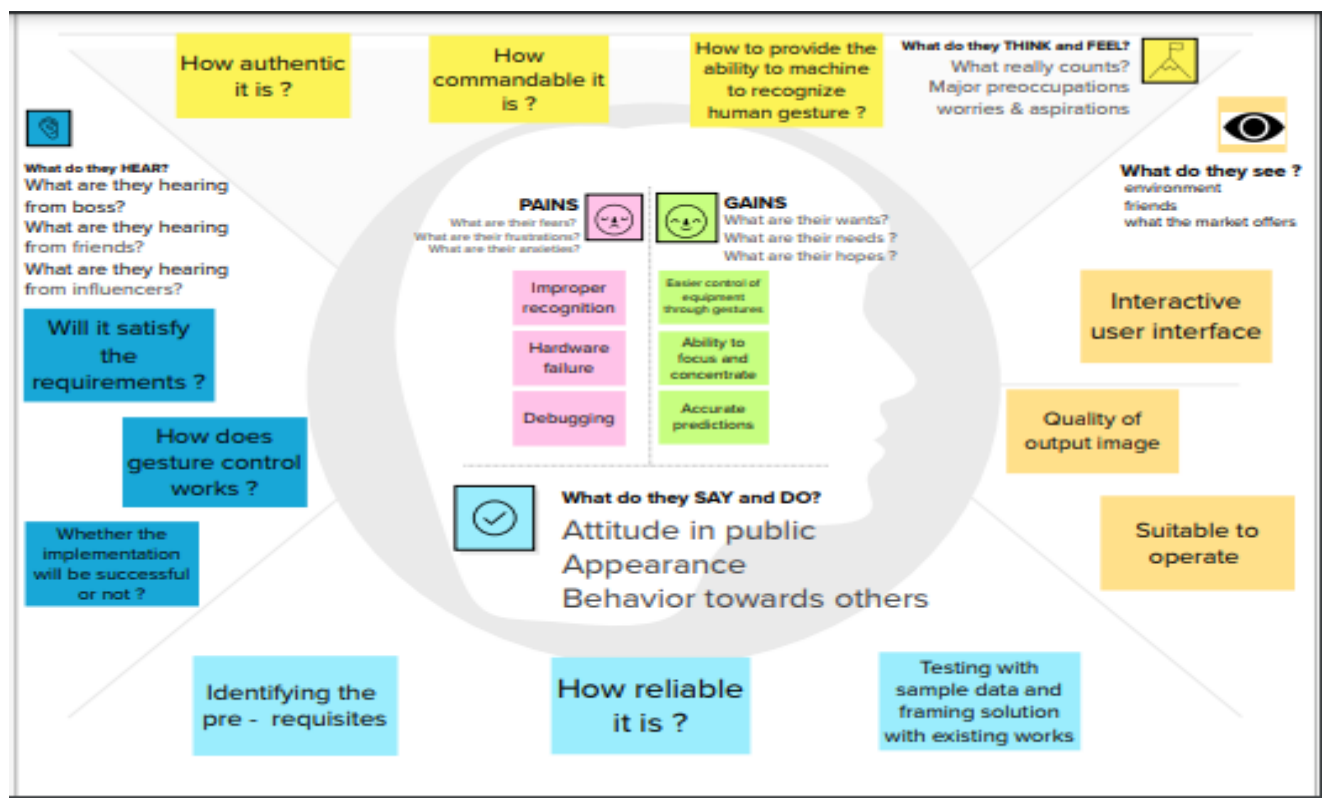 How authentic
it is ?
How
commandable it
is ?
How to provide the
ability to machine
to recognize
human gesture ?
What do they THINK and FEEL?
What really counts?
Major preoccupations
worries & aspirations
What do they HEAR?
What are they hearing
from boss?
What are they hearing
from friends?
What are they hearing
from influencers?
Will it satisfy
the
requirements ?
How does
gesture control
works ?
Whether the
implementation
will be successful
or not ?
PAINS
What are their fears?
What are their frustrations?
What are their anxieties?
Improper
recognition
Hardware
failure
Debugging
GAINS
What are their wants?
What are their needs ?
What are their hopes ?
Easier control of
equipment
through gestures
Ability to
focus and
concentrate
Accurate
predictions
What do they see ?
environment
friends
what the market offers
Interactive
user interface
Quality of
output image
Suitable to
operate
What do they SAY and DO?
Attitude in public
Appearance
Behavior towards others
Identifying the
pre - requisites
How reliable
it is ?
Testing with
sample data and
framing solution
with existing works